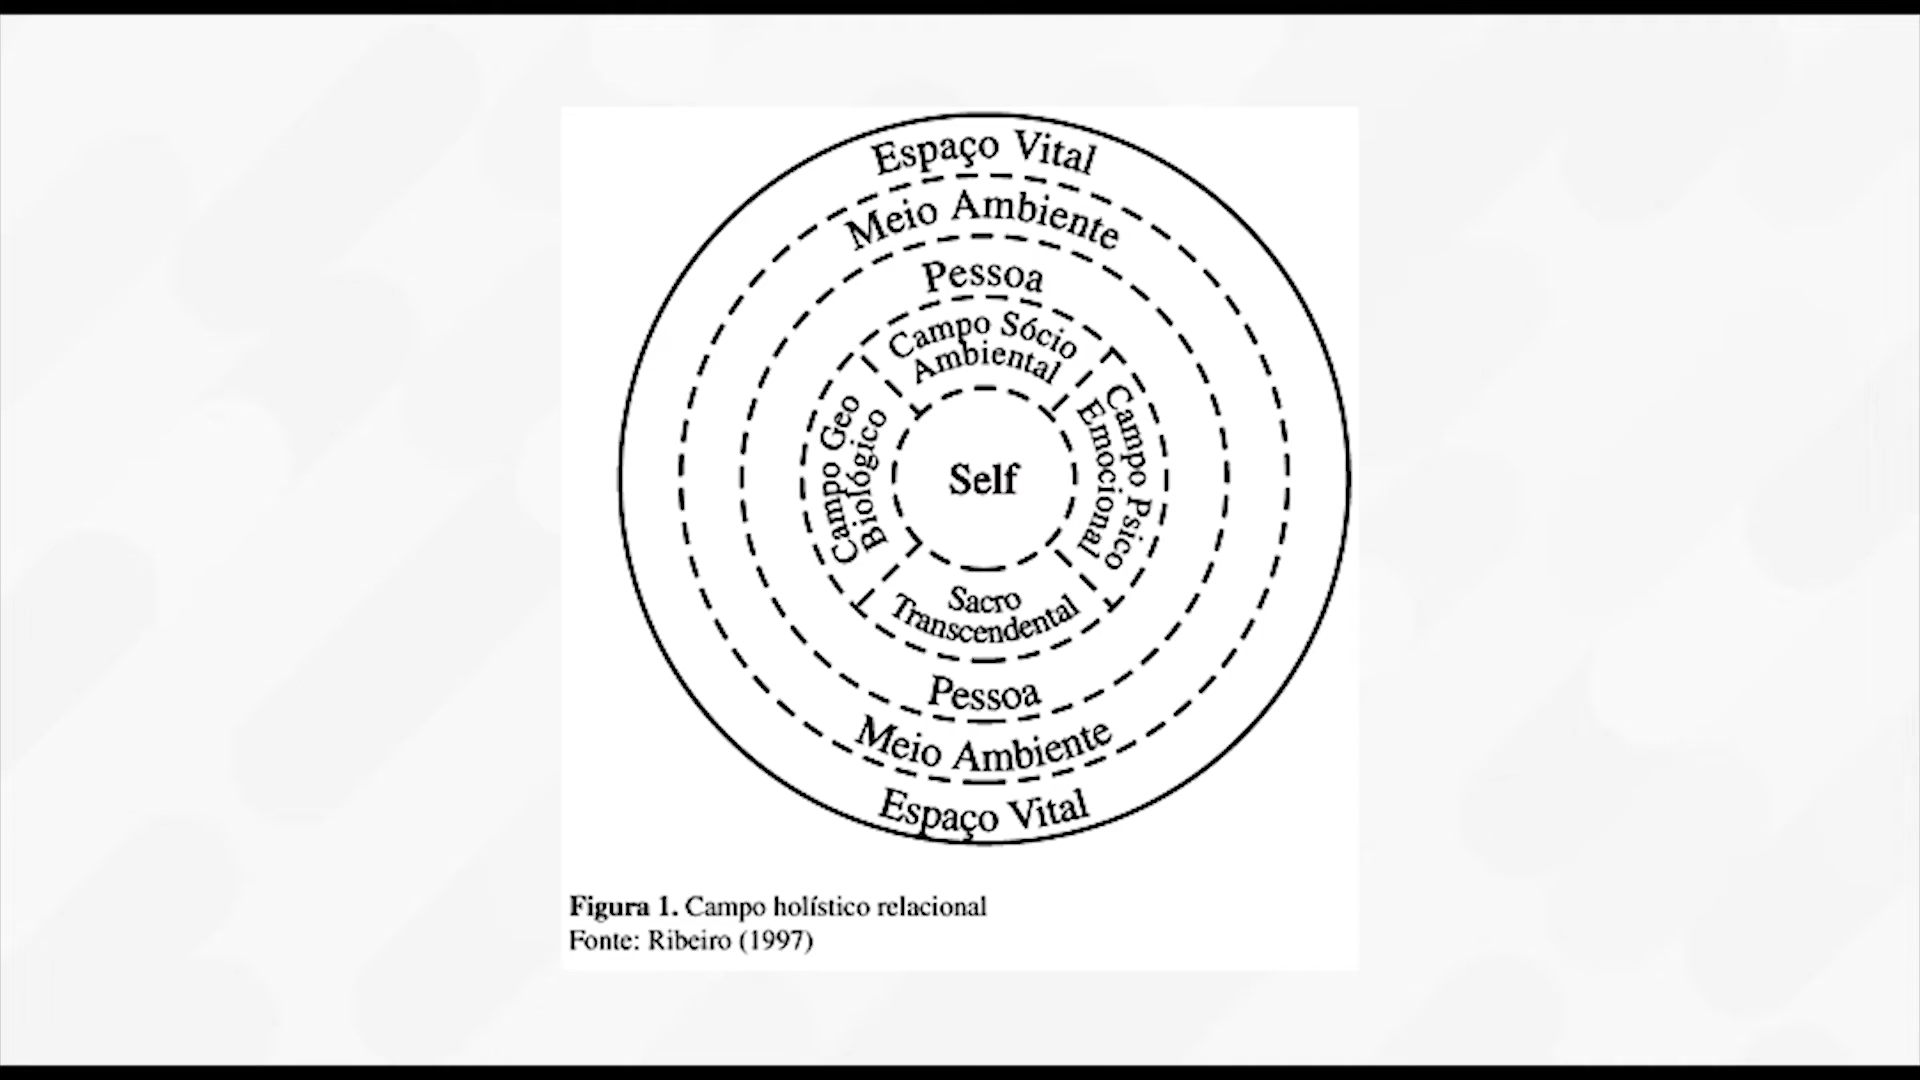 Espaço Vital
Meio Ambiente
Pessoa
Campo Sócio
Ambiental
Campo Geo
Biológico
Self
Campo Psico
Emocional
Sacro
Transcendental
Pessoa
Meio Ambiente
Espaço Vital
Figura 1. Campo holístico relacional
Fonte: Ribeiro (1997)